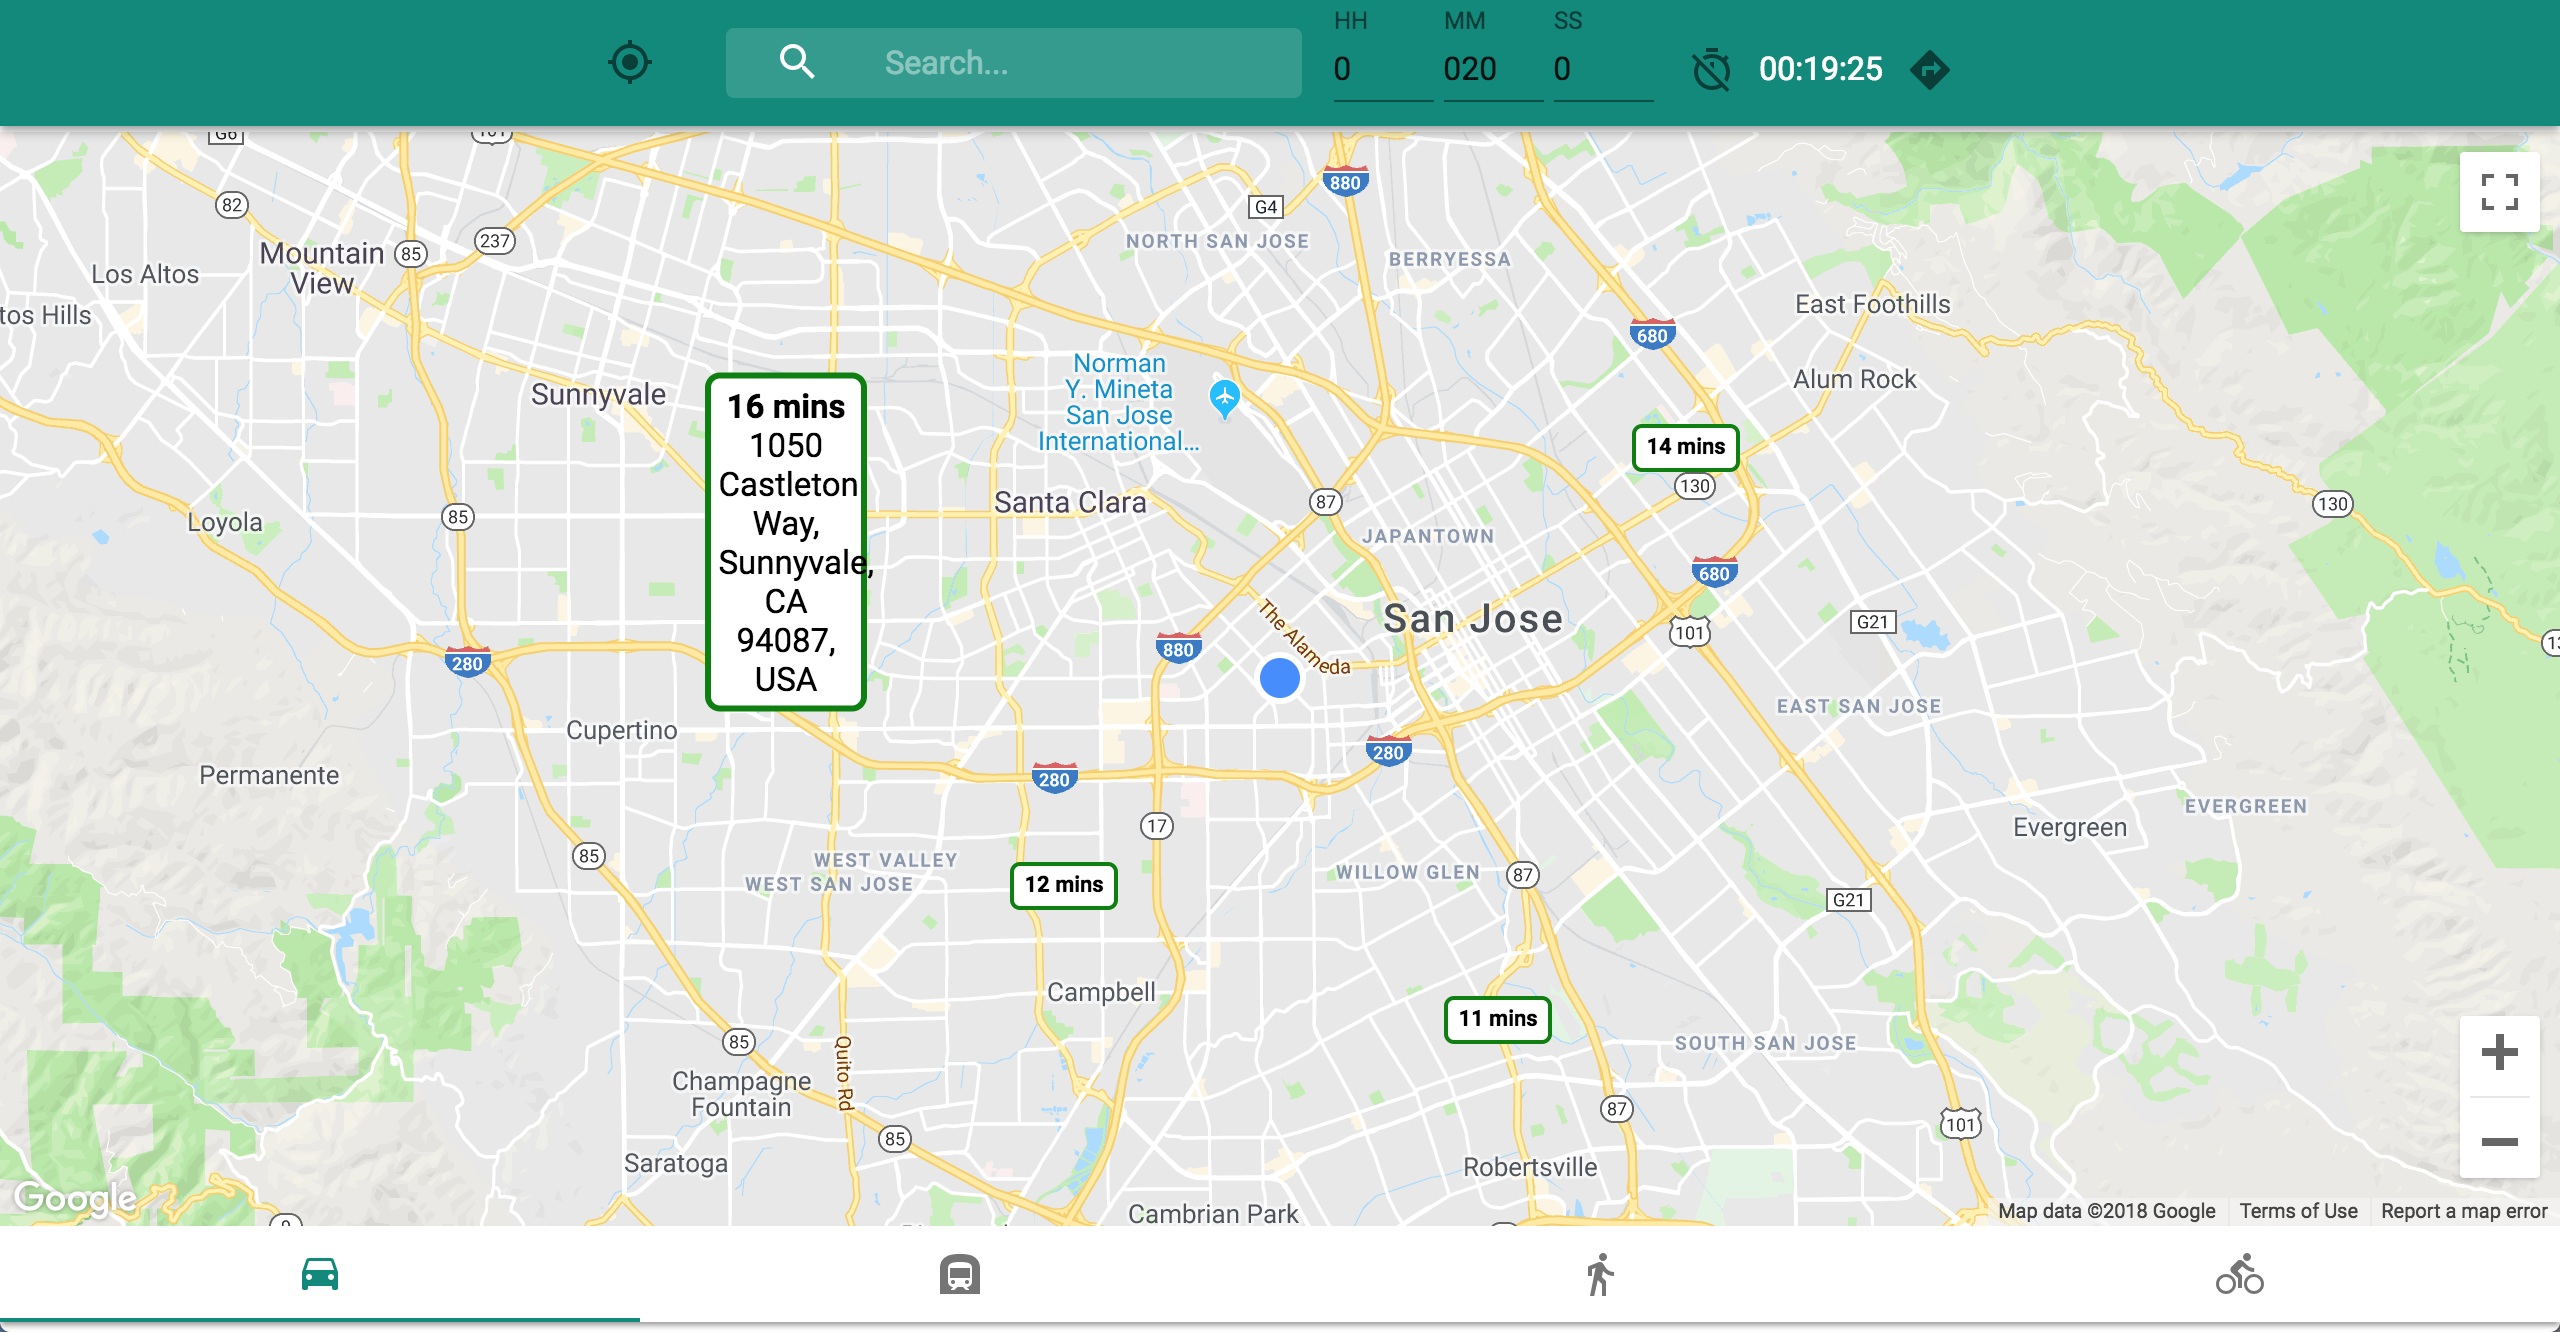 HH
MM
SS
Search...
0
020
0
00:19:25
G6
101
82
880
G4
237
85
NORTH SAN JOSE
BERRYESSA
Mountain
View
Los Altos
tos Hills
East Foothills
680
Norman
Y. Mineta
San Jose
International...
Alum Rock
Sunnyvale
16 mins
1050
Castleton
Way,
Sunnyvale,
CA
94087,
USA
14 mins
130
130
Santa Clara
87
85
Loyola
JAPANTOWN
680
San Jose
The Alameda
101
G21
880
280
EAST SAN JOSE
Cupertino
280
280
Permanente
EVERGREEN
Evergreen
17
85
WEST VALLEY
WEST SAN JOSE
12 mins
WILLOW GLEN
87
G21
Campbell
11 mins
85
Quito Rd
SOUTH SAN JOSE
Champagne
Fountain
87
101
85
Saratoga
Robertsville
Google
Cambrian Park
Map data ©2018 Google
Terms of Use
Report a map error